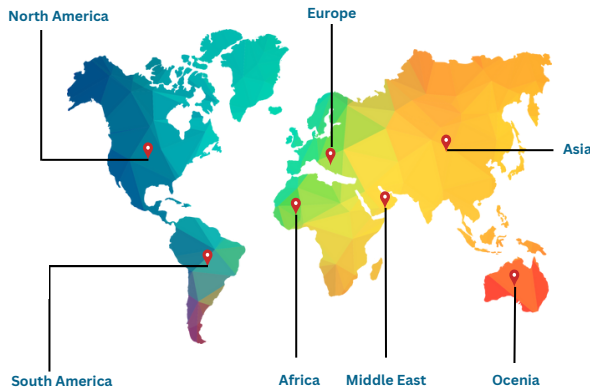 Europe
North America
Asia
South America
Africa
Middle East
Ocenia